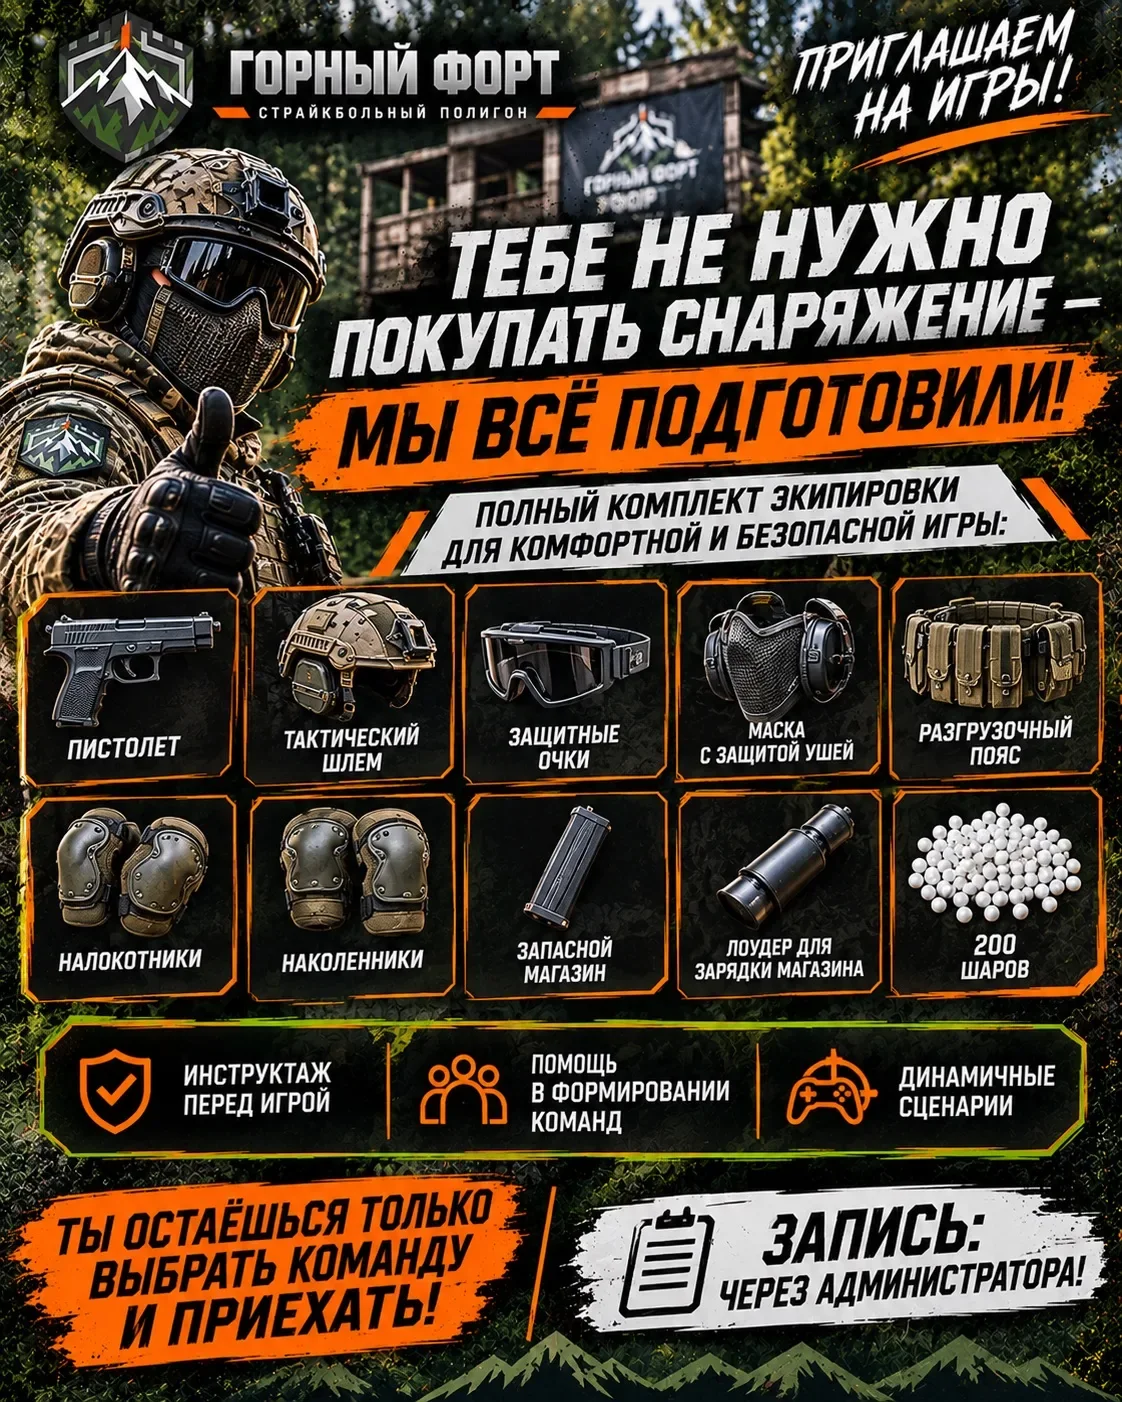 ГОРНЫЙ ФОРТ
СТРАЙКБОЛЬНЫЙ ПОЛИГОН
ПРИГЛАШАЕМ
НА ИГРЫ!
ГОРНЫЙ ФОРТ
ТЕБЕ НЕ НУЖНО
ПОКУПАТЬ СНАРЯЖЕНИЕ –
МЫ ВСЁ ПОДГОТОВИЛИ!
ПОЛНЫЙ КОМПЛЕКТ ЭКИПИРОВКИ
ДЛЯ КОМФОРТНОЙ И БЕЗОПАСНОЙ ИГРЫ:
ПИСТОЛЕТ
ТАКТИЧЕСКИЙ
ШЛЕМ
ЗАЩИТНЫЕ
ОЧКИ
МАСКА
С ЗАЩИТОЙ УШЕЙ
РАЗГРУЗОЧНЫЙ
ПОЯС
НАЛОКОТНИКИ
НАКОЛЕННИКИ
ЗАПАСНОЙ
МАГАЗИН
ЛОУДЕР ДЛЯ
ЗАРЯДКИ МАГАЗИНА
200
ШАРОВ
ИНСТРУКТАЖ
ПЕРЕД ИГРОЙ
ПОМОЩЬ
В ФОРМИРОВАНИИ
КОМАНД
ДИНАМИЧНЫЕ
СЦЕНАРИИ
ТЫ ОСТАЁШЬСЯ ТОЛЬКО
ВЫБРАТЬ КОМАНДУ
И ПРИЕХАТЬ!
ЗАПИСЬ:
ЧЕРЕЗ АДМИНИСТРАТОРА!